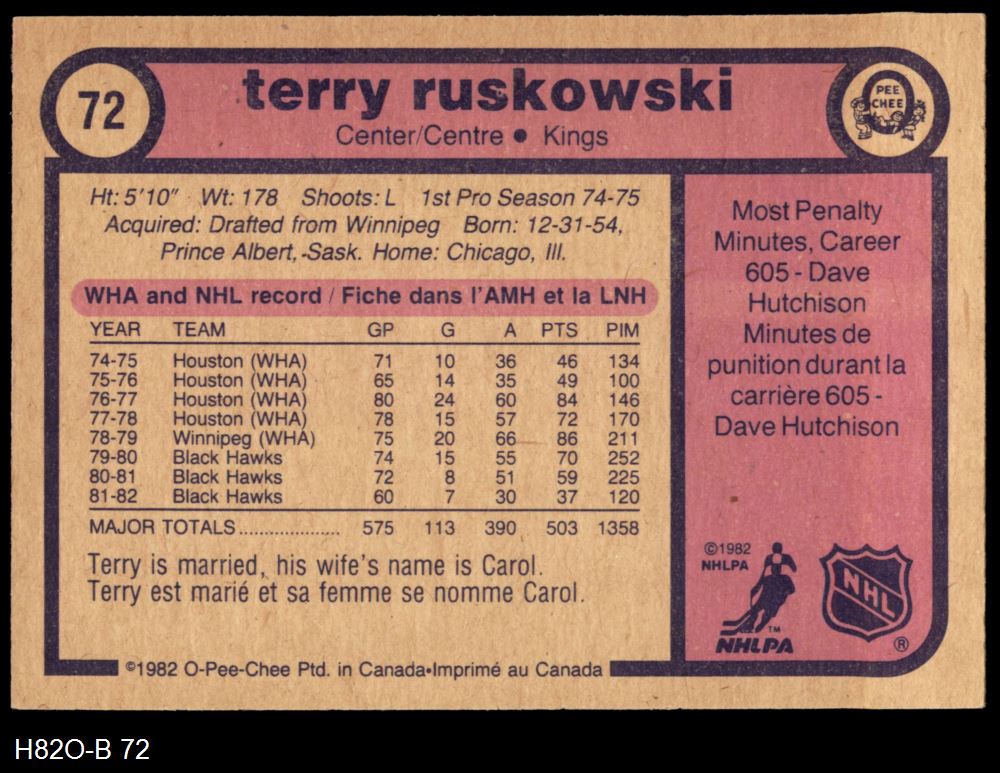 72
terry ruskowski
Center/Centre • Kings
PEE
CHEE
Ht: 5'10" Wt: 178 Shoots: L 1st Pro Season 74-75
Acquired: Drafted from Winnipeg Born: 12-31-54,
Prince Albert, Sask. Home: Chicago, Ill.
WHA and NHL record / Fiche dans l'AMH et la LNH
YEAR TEAM GP G A PTS PIM
74-75 Houston (WHA) 71 10 36 46 134
75-76 Houston (WHA) 65 14 35 49 100
76-77 Houston (WHA) 80 24 60 84 146
77-78 Houston (WHA) 78 15 57 72 170
78-79 Winnipeg (WHA) 75 20 66 86 211
79-80 Black Hawks 74 15 55 70 252
80-81 Black Hawks 72 8 51 59 225
81-82 Black Hawks 60 7 30 37 120
MAJOR TOTALS.................... 575 113 390 503 1358
Terry is married, his wife's name is Carol.
Terry est marié et sa femme se nomme Carol.
©1982 O-Pee-Chee Ptd. in Canada•Imprimé au Canada
Most Penalty
Minutes, Career
605 - Dave
Hutchison
Minutes de
punition durant la
carrière 605 -
Dave Hutchison
©1982
NHLPA
TM
NHLPA
NHL
®
H82O-B 72